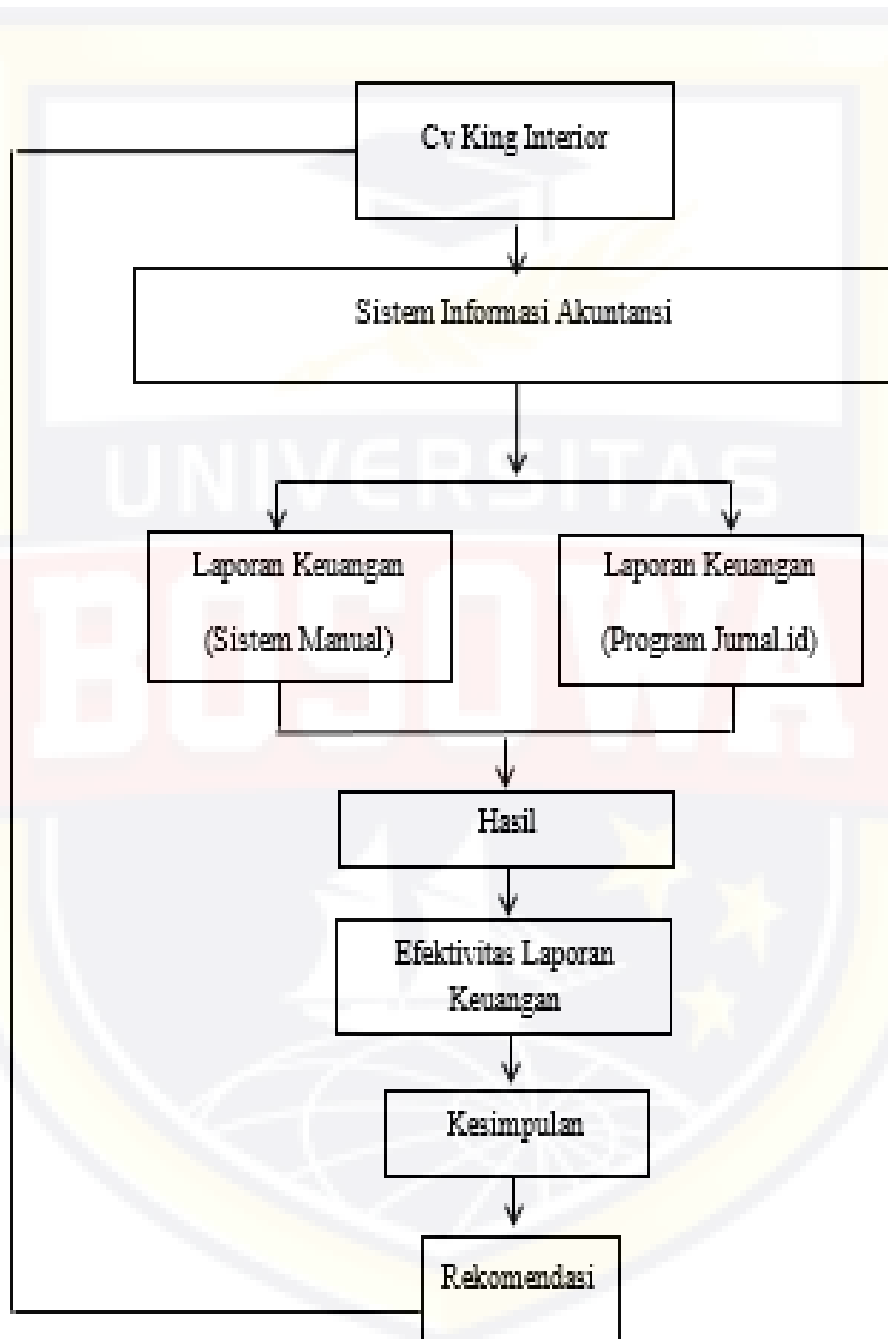 Cv King Interior
Sistem Informasi Akuntansi
UNIVERSITAS
Laporan Keuangan
(Sistem Manual)
Laporan Keuangan
(Program Jurnal.id)
BOSOWA
Hasil
Efektivitas Laporan
Keuangan
Kesimpulan
Rekomendasi